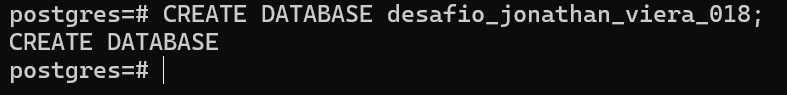 postgres=# CREATE DATABASE desafio_jonathan_viera_018;
CREATE DATABASE
postgres=#